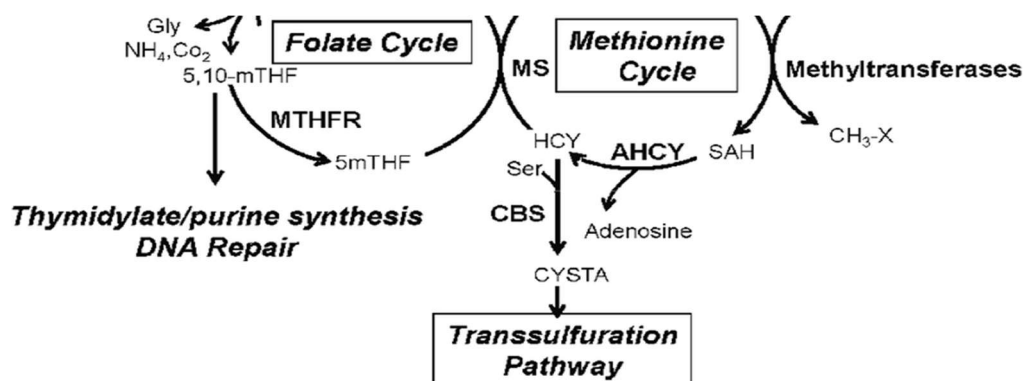 Gly
NH4,Co2
5,10-mTHF
Folate Cycle
MS
Methionine
Cycle
Methyltransferases
MTHFR
5mTHF
HCY
AHCY
SAH
CH3-X
Ser
CBS
Adenosine
Thymidylate/purine synthesis
DNA Repair
CYSTA
Transsulfuration
Pathway